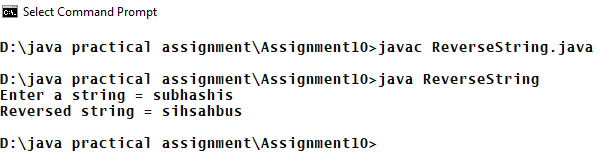 Select Command Prompt
D:\java practical assignment\Assignment10>javac ReverseString.java
D:\java practical assignment\Assignment10>java ReverseString
Enter a string = subhashis
Reversed string = sihsahbus
D:\java practical assignment\Assignment10>